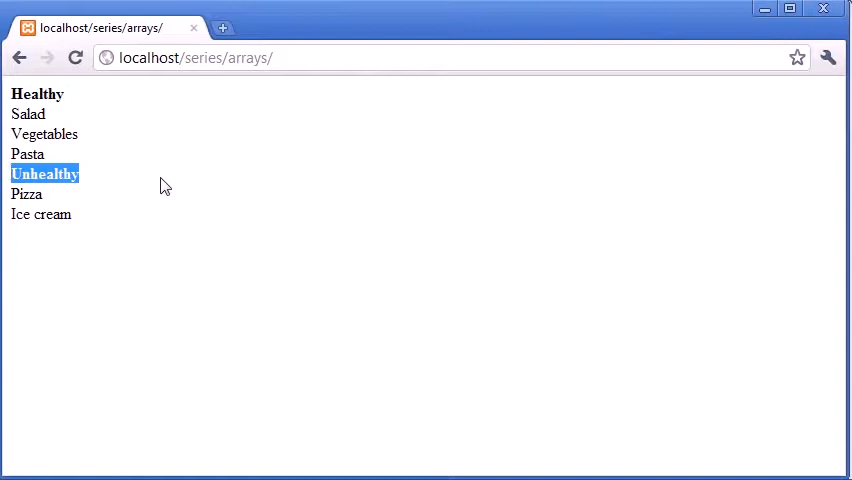 localhost/series/arrays/
localhost/series/arrays/
Healthy
Salad
Vegetables
Pasta
Unhealthy
Pizza
Ice cream